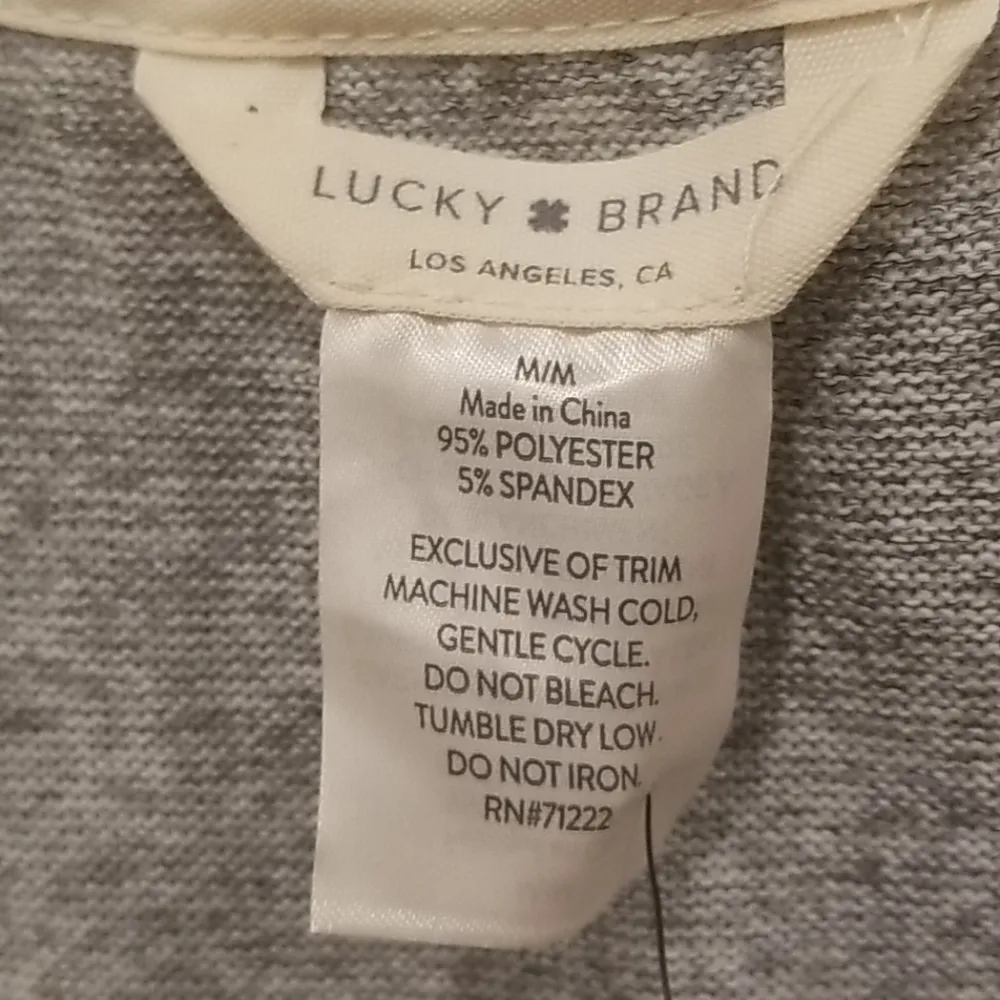 LUCKY BRAND
LOS ANGELES, CA
M/M
Made in China
95% POLYESTER
5% SPANDEX
EXCLUSIVE OF TRIM
MACHINE WASH COLD,
GENTLE CYCLE.
DO NOT BLEACH.
TUMBLE DRY LOW.
DO NOT IRON.
RN#71222